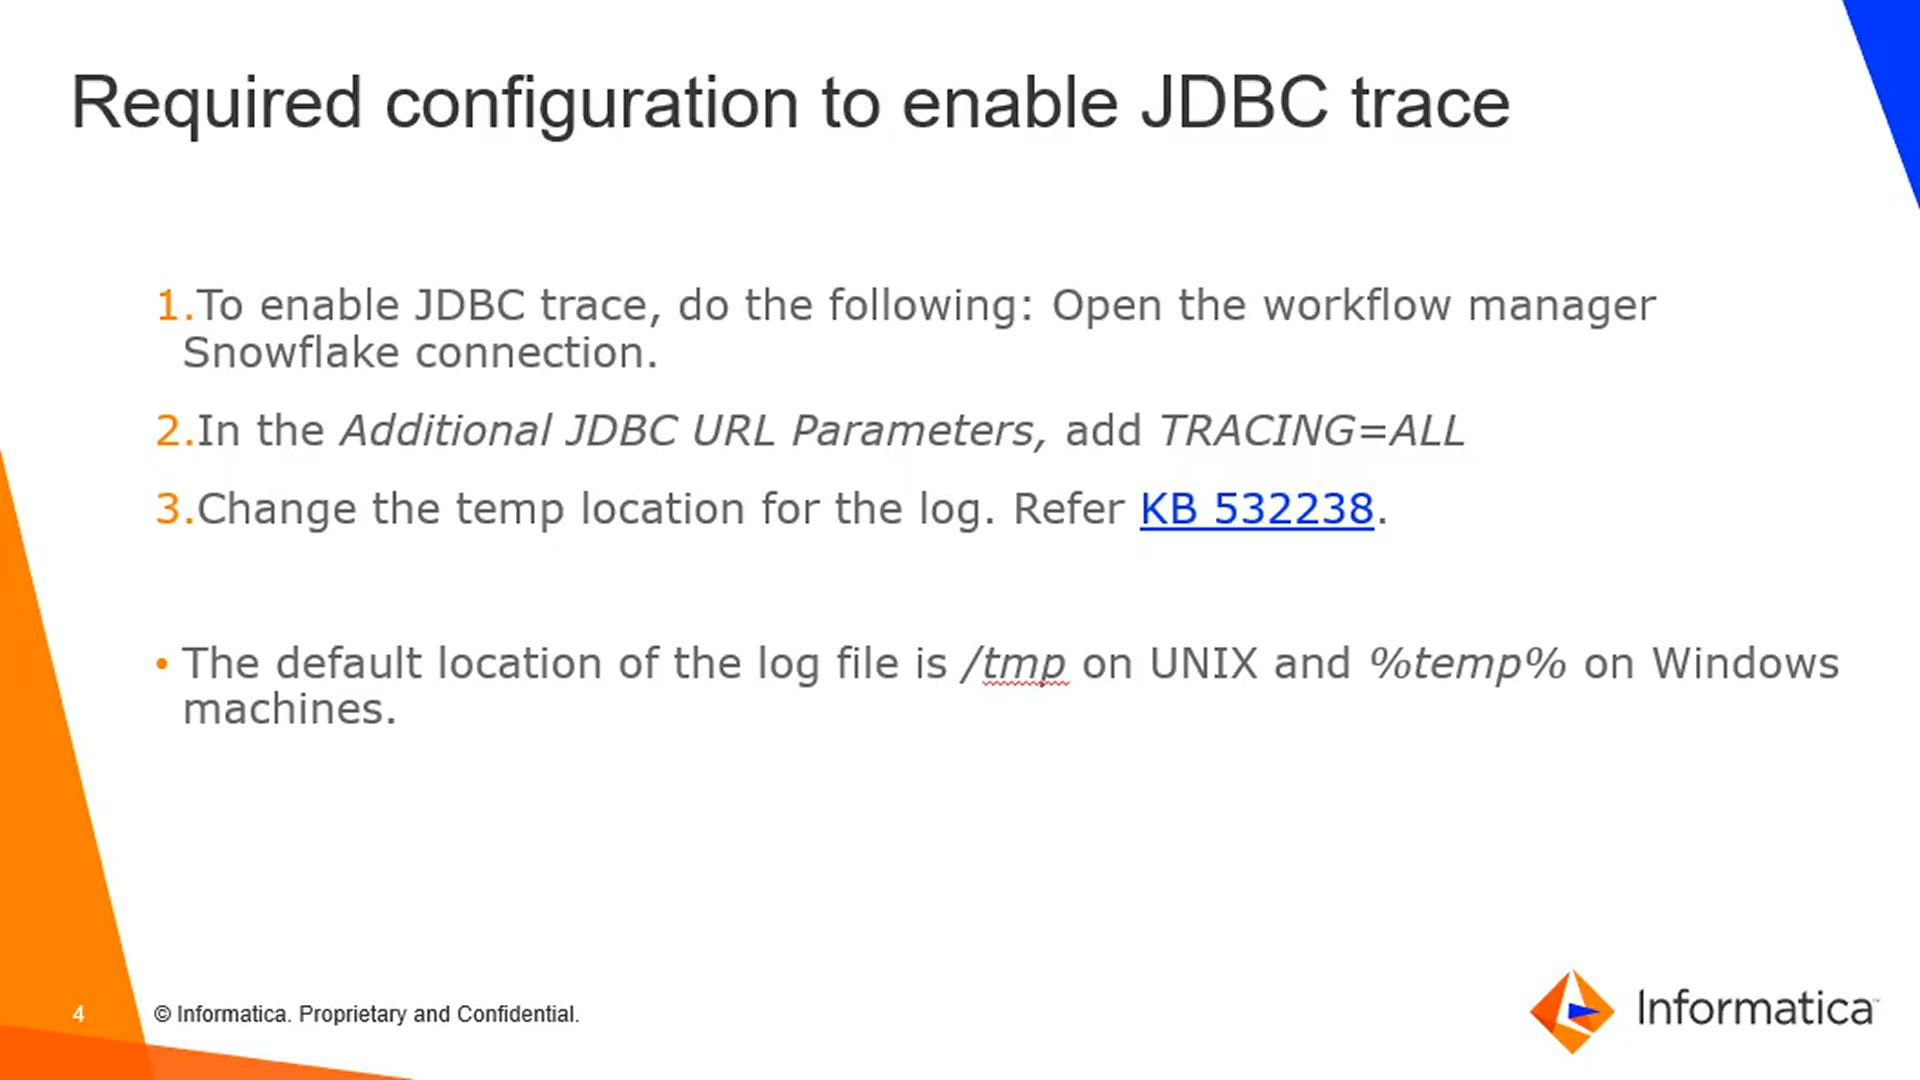 Required configuration to enable JDBC trace
1.To enable JDBC trace, do the following: Open the workflow manager
Snowflake connection.
2.In the Additional JDBC URL Parameters, add TRACING=ALL
3.Change the temp location for the log. Refer KB 532238.
• The default location of the log file is /tmp on UNIX and %temp% on Windows
machines.
4 © Informatica. Proprietary and Confidential.
Informatica™